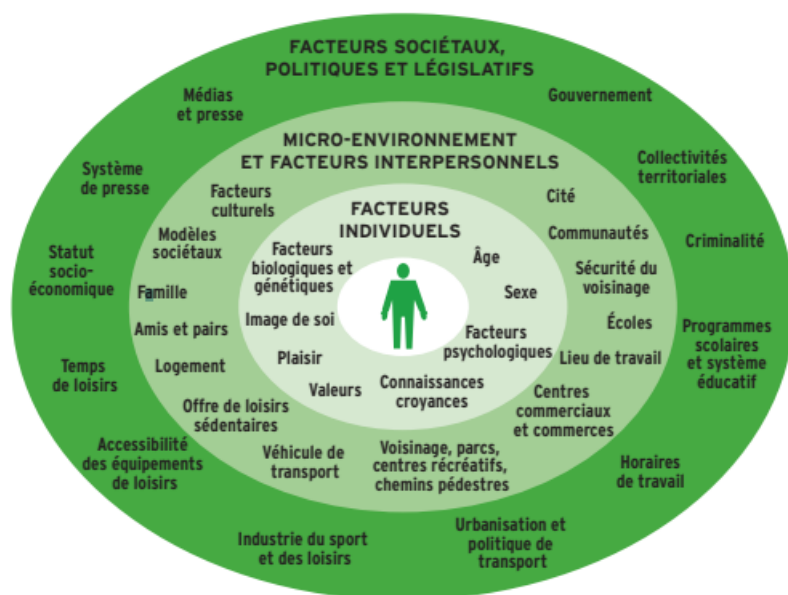 FACTEURS SOCIÉTAUX,
POLITIQUES ET LÉGISLATIFS
Médias
et presse
Gouvernement
Système
de presse
Collectivités
territoriales
Statut
socio-
économique
Criminalité
Temps
de loisirs
Programmes
scolaires
et système
éducatif
Accessibilité
des équipements
de loisirs
Horaires
de travail
Industrie du sport
et des loisirs
Urbanisation et
politique de
transport
MICRO-ENVIRONNEMENT
ET FACTEURS INTERPERSONNELS
Facteurs
culturels
Cité
Modèles
sociétaux
Communautés
Famille
Sécurité du
voisinage
Amis et pairs
Écoles
Logement
Lieu de travail
Offre de loisirs
sédentaires
Centres
commerciaux
et commerces
Véhicule de
transport
Voisinage, parcs,
centres récréatifs,
chemins pédestres
FACTEURS
INDIVIDUELS
Facteurs
biologiques et
génétiques
Âge
Sexe
Image de soi
Facteurs
psychologiques
Plaisir
Valeurs
Connaissances
croyances